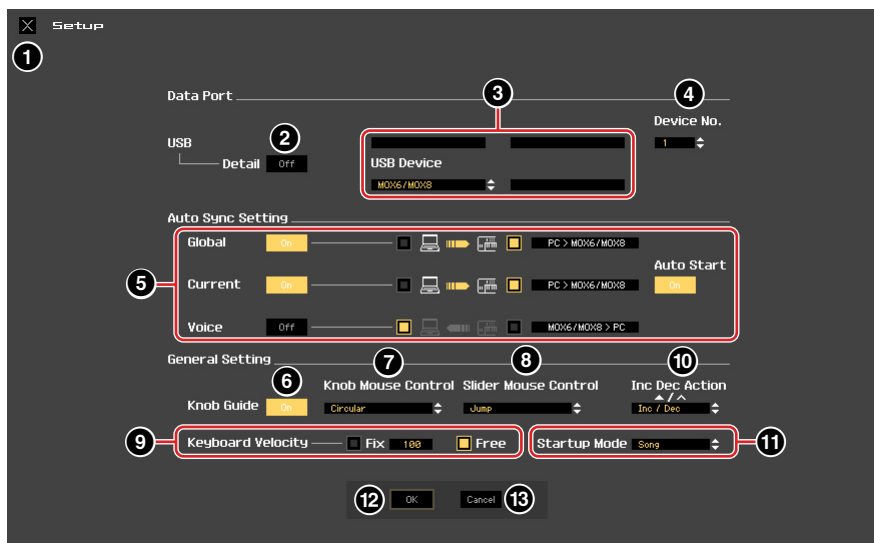 Setup
1
Data Port
3
4
Device No.
USB
2
1
Detail Off
USB Device
MOX6/MOX8
Auto Sync Setting
Global On PC > MOX6/MOX8
Auto Start
5
Current On PC > MOX6/MOX8 On
Voice Off MOX6/MOX8 > PC
General Setting
7 8 10
6
Knob Mouse Control Slider Mouse Control Inc Dec Action
▲/^
Knob Guide On Circular Jump Inc / Dec
9 Keyboard Velocity Fix 100 Free Startup Mode Song 11
12 OK Cancel 13